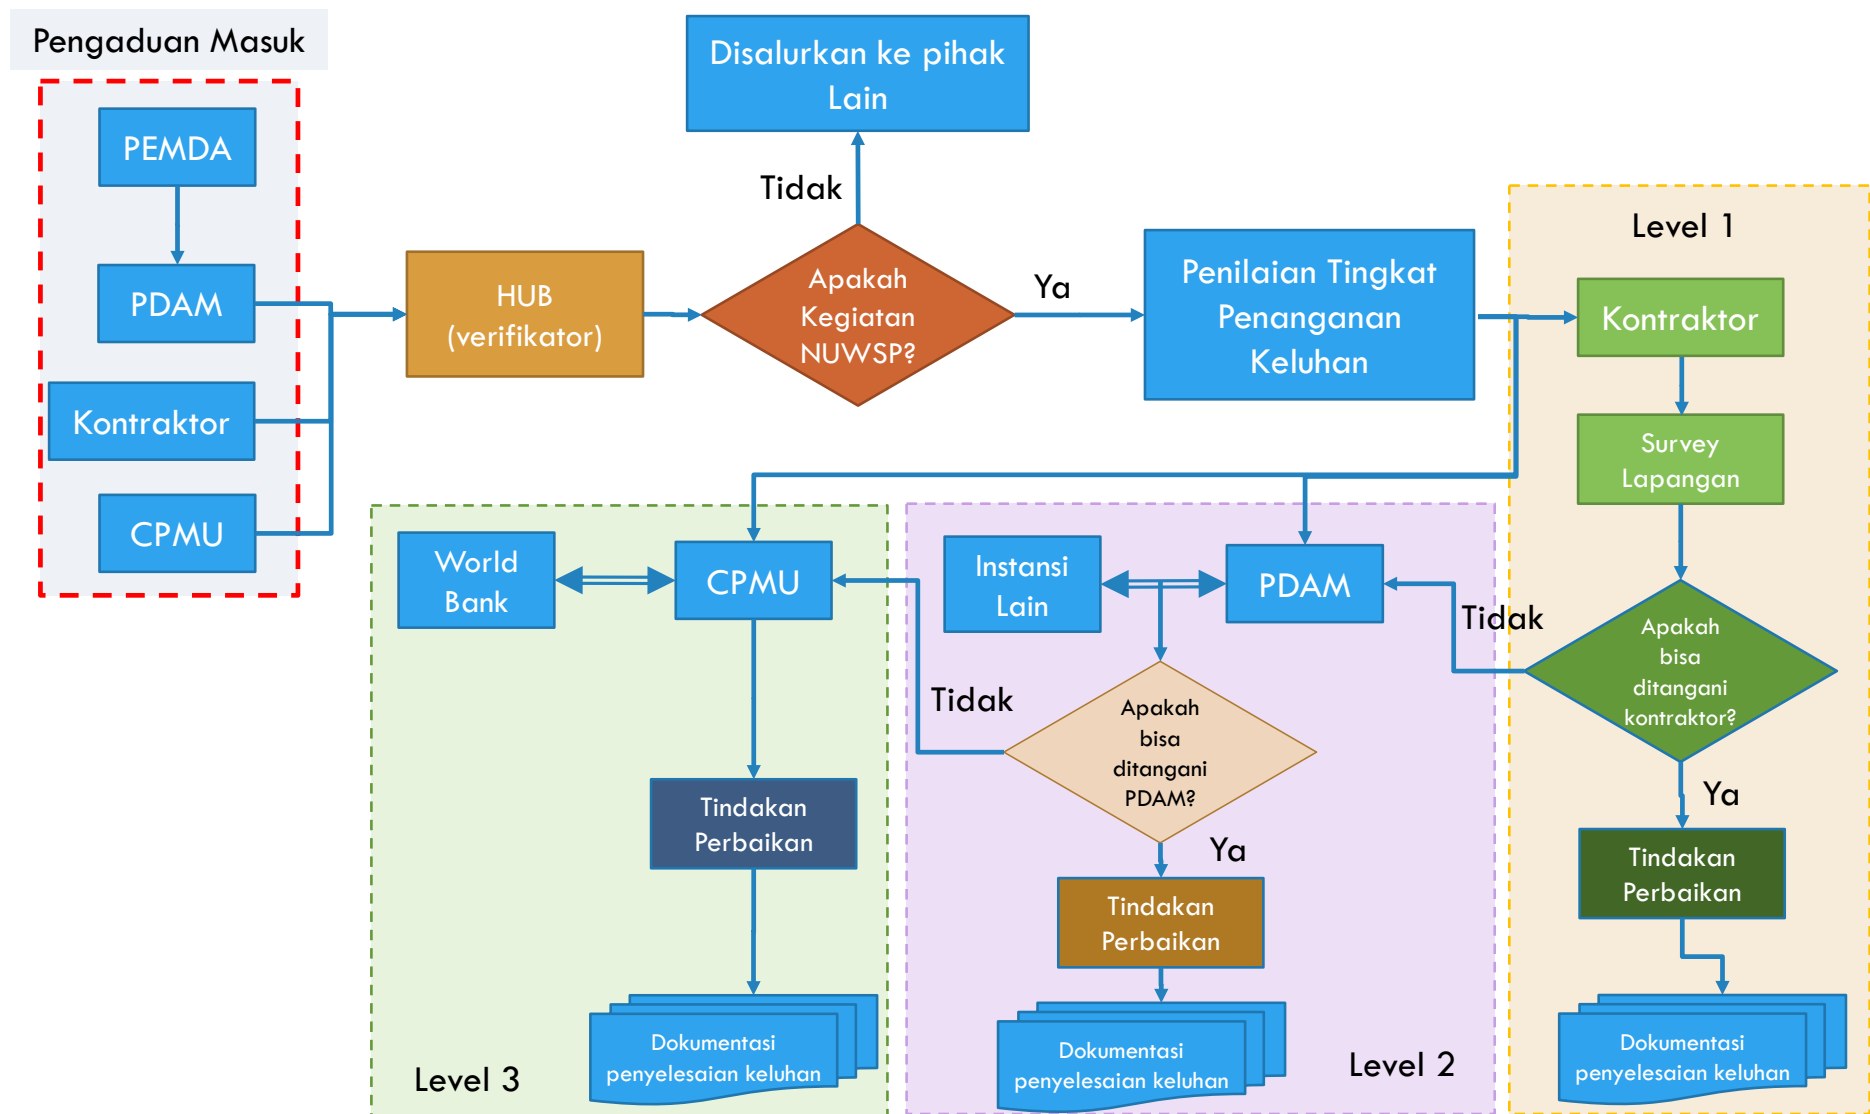 Pengaduan Masuk
PEMDA
PDAM
Kontraktor
CPMU
HUB
(verifikator)
Disalurkan ke pihak
Lain
Tidak
Apakah
Kegiatan
NUWSP?
Ya
Penilaian Tingkat
Penanganan
Keluhan
Level 1
Kontraktor
Survey
Lapangan
Apakah
bisa
ditangani
kontraktor?
Tidak
Ya
Tindakan
Perbaikan
Dokumentasi
penyelesaian keluhan
Instansi
Lain
PDAM
Apakah
bisa
ditangani
PDAM?
Tidak
Ya
Tindakan
Perbaikan
Dokumentasi
penyelesaian keluhan
Level 2
World
Bank
CPMU
Tindakan
Perbaikan
Dokumentasi
penyelesaian keluhan
Level 3